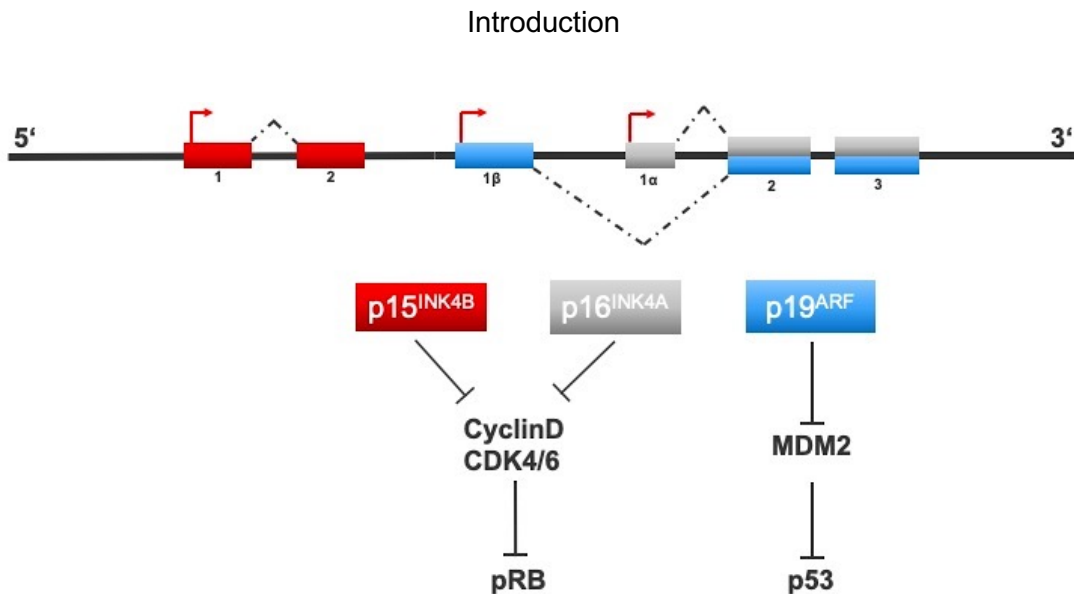 Introduction
5‘ 3‘
1 2 1β 1α 2 3
p15INK4B p16INK4A p19ARF
CyclinD
CDK4/6
MDM2
pRB p53